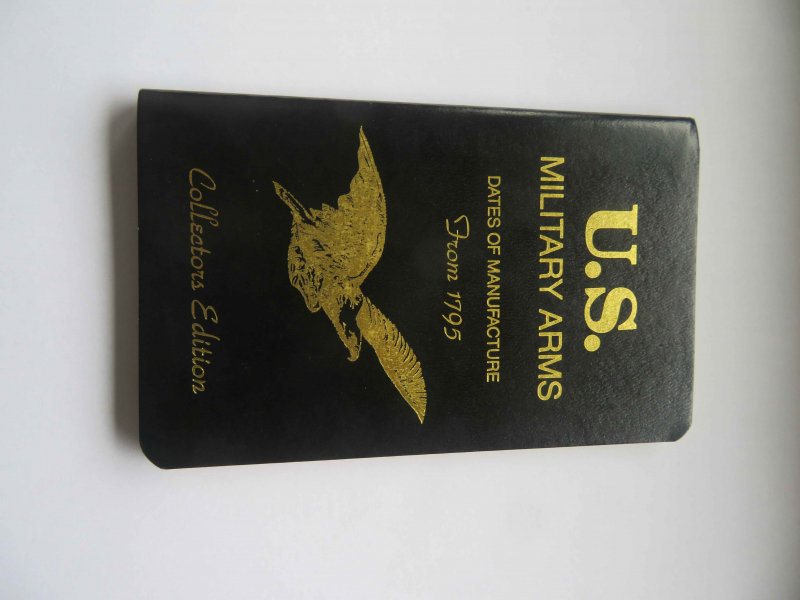 U.S.
MILITARY ARMS
DATES OF MANUFACTURE
From 1795
Collectors Edition